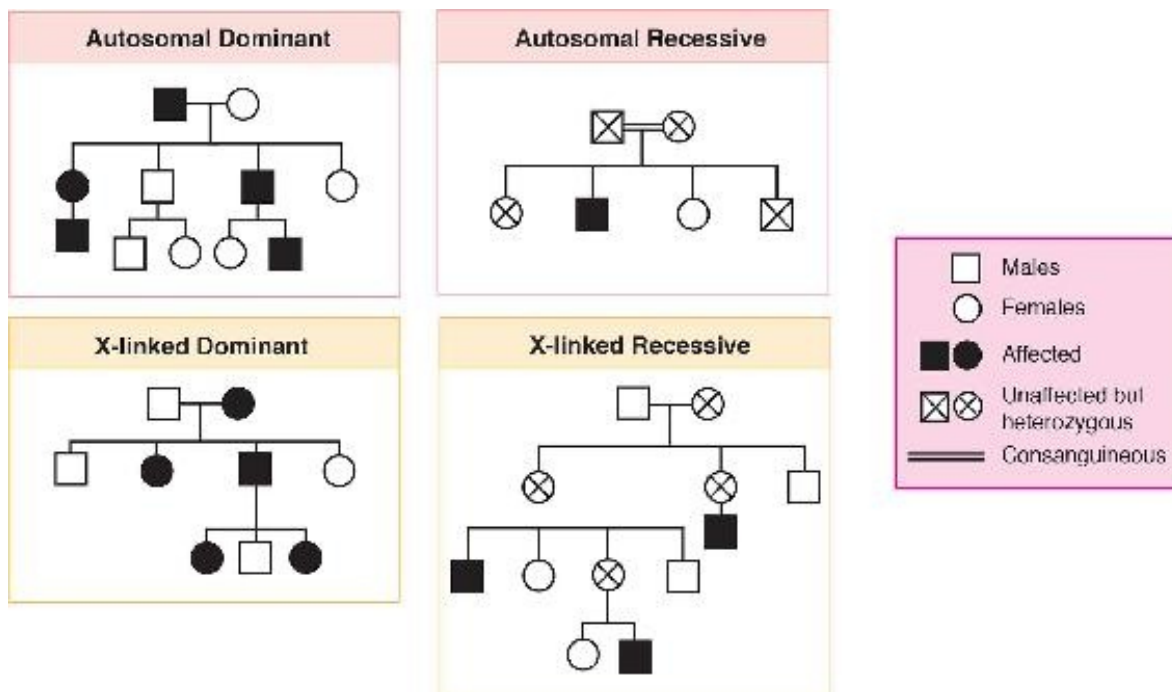 Autosomal Dominant
Autosomal Recessive
X-linked Dominant
X-linked Recessive
Males
Females
Affected
Unaffected but
heterozygous
Consanguineous